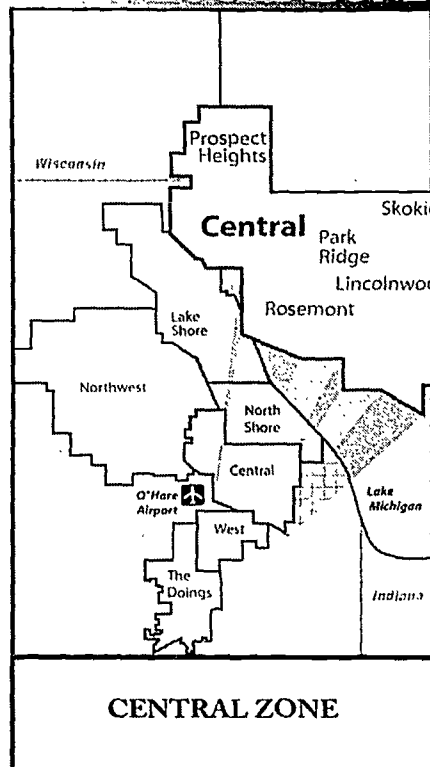 Prospect
Heights
Wisconsin
Skokie
Central
Park
Ridge
Lincolnwoo
Rosemont
Lake
Shore
Northwest
North
Shore
Central
O'Hare
Airport
Lake
Michigan
West
The
Doings
Indiana
CENTRAL ZONE